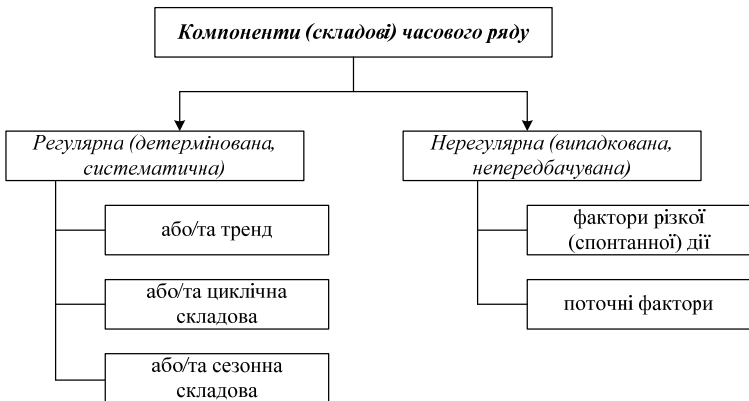 Компоненти (складові) часового ряду
Регулярна (детермінована,
систематична)
Нерегулярна (випадкована,
непередбачувана)
або/та тренд
або/та циклічна
складова
або/та сезонна
складова
фактори різкої
(спонтанної) дії
поточні фактори